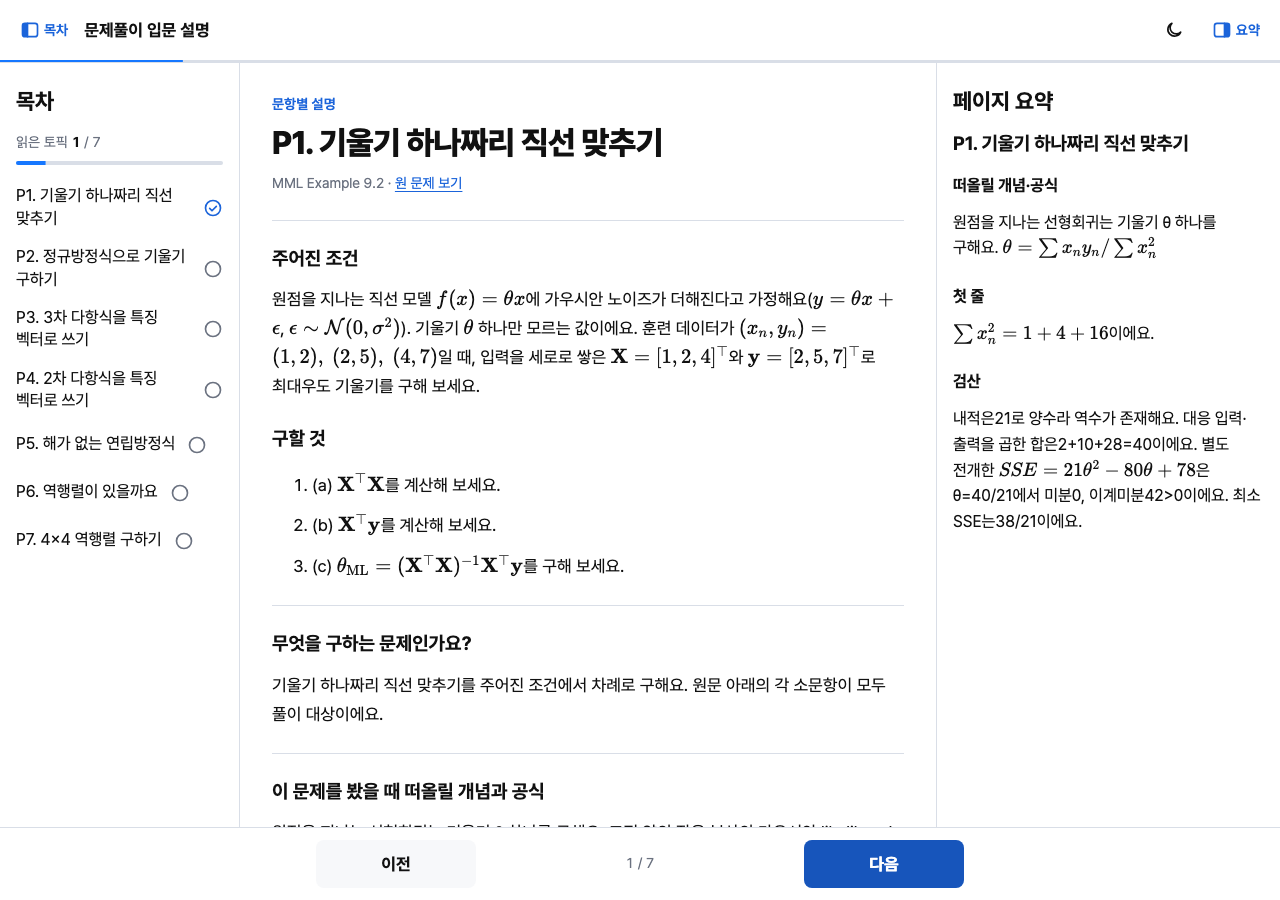 목차 문제풀이 입문 설명 요약
목차
읽은 토픽 1 / 7
P1. 기울기 하나짜리 직선
맞추기
P2. 정규방정식으로 기울기
구하기
P3. 3차 다항식을 특징
벡터로 쓰기
P4. 2차 다항식을 특징
벡터로 쓰기
P5. 해가 없는 연립방정식
P6. 역행렬이 있을까요
P7. 4×4 역행렬 구하기
문항별 설명
P1. 기울기 하나짜리 직선 맞추기
MML Example 9.2 · 원 문제 보기
주어진 조건
원점을 지나는 직선 모델 f(x) = θx에 가우시안 노이즈가 더해진다고 가정해요(y = θx +
ϵ, ϵ ∼ 𝒩(0, σ²)). 기울기 θ 하나만 모르는 값이에요. 훈련 데이터가 (xₙ, yₙ) =
(1, 2), (2, 5), (4, 7)일 때, 입력을 세로로 쌓은 X = [1, 2, 4]⊤와 y = [2, 5, 7]⊤로
최대우도 기울기를 구해 보세요.
구할 것
1. (a) X⊤X를 계산해 보세요.
2. (b) X⊤y를 계산해 보세요.
3. (c) θML = (X⊤X)⁻¹X⊤y를 구해 보세요.
무엇을 구하는 문제인가요?
기울기 하나짜리 직선 맞추기를 주어진 조건에서 차례로 구해요. 원문 아래의 각 소문항이 모두
풀이 대상이에요.
이 문제를 봤을 때 떠올릴 개념과 공식
페이지 요약
P1. 기울기 하나짜리 직선 맞추기
떠올릴 개념·공식
원점을 지나는 선형회귀는 기울기 θ 하나를
구해요. θ = ∑ xₙyₙ/ ∑ xₙ²
첫 줄
∑ xₙ² = 1 + 4 + 16이에요.
검산
내적은21로 양수라 역수가 존재해요. 대응 입력·
출력을 곱한 합은2+10+28=40이에요. 별도
전개한 SSE = 21θ² − 80θ + 78은
θ=40/21에서 미분0, 이계미분42>0이에요. 최소
SSE는38/21이에요.
이전 1 / 7 다음